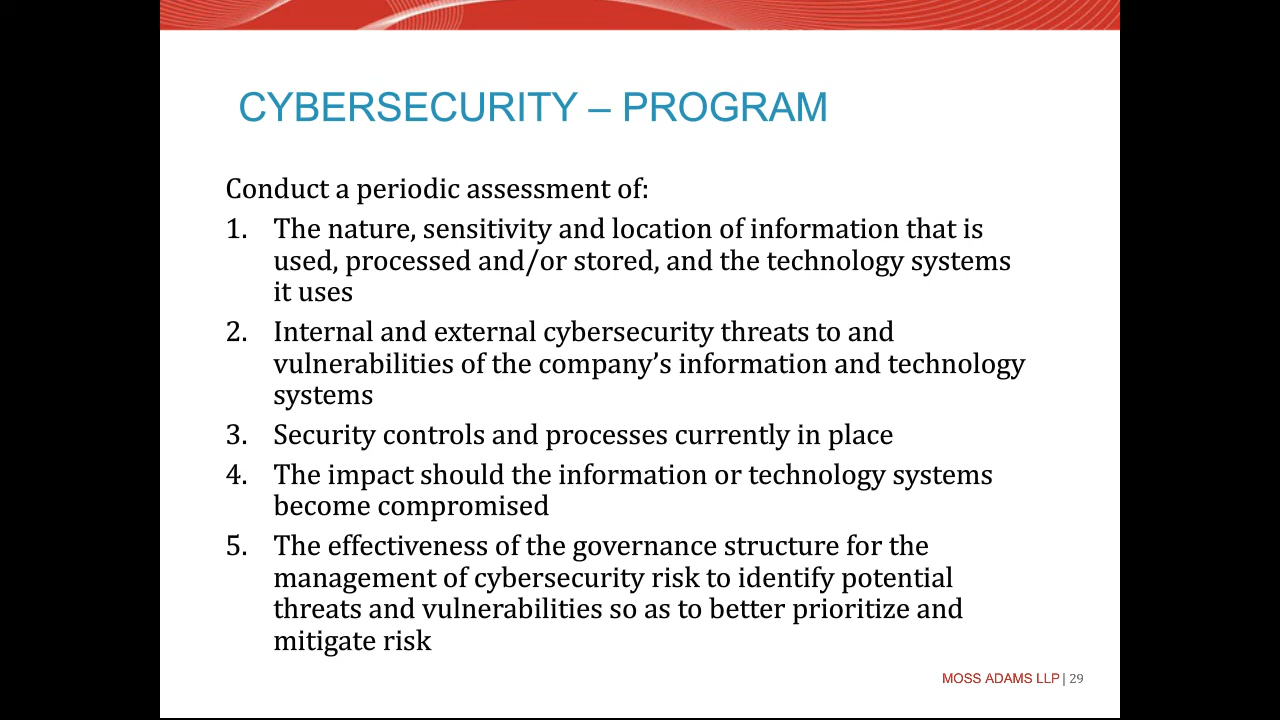 CYBERSECURITY – PROGRAM
Conduct a periodic assessment of:
1. The nature, sensitivity and location of information that is
used, processed and/or stored, and the technology systems
it uses
2. Internal and external cybersecurity threats to and
vulnerabilities of the company’s information and technology
systems
3. Security controls and processes currently in place
4. The impact should the information or technology systems
become compromised
5. The effectiveness of the governance structure for the
management of cybersecurity risk to identify potential
threats and vulnerabilities so as to better prioritize and
mitigate risk
MOSS ADAMS LLP | 29